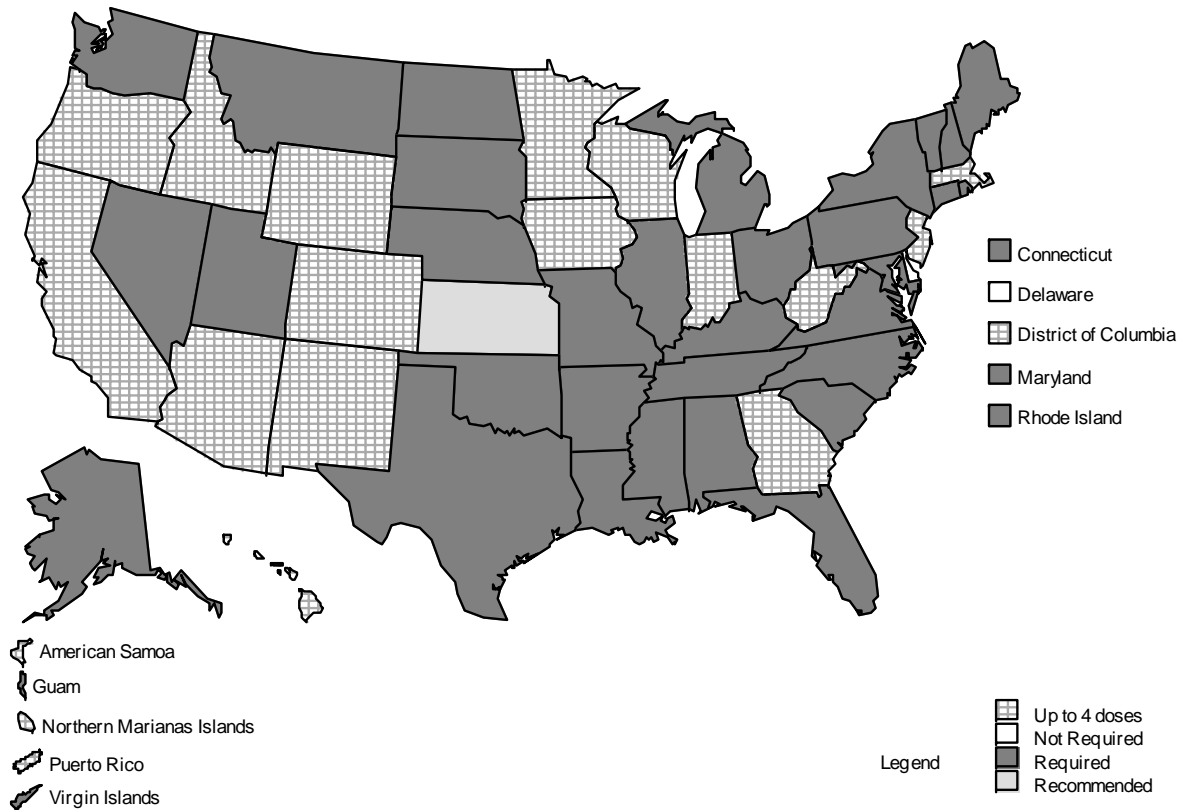 Connecticut
Delaware
District of Columbia
Maryland
Rhode Island
American Samoa
Guam
Northern Marianas Islands
Puerto Rico
Virgin Islands
Legend
Up to 4 doses
Not Required
Required
Recommended